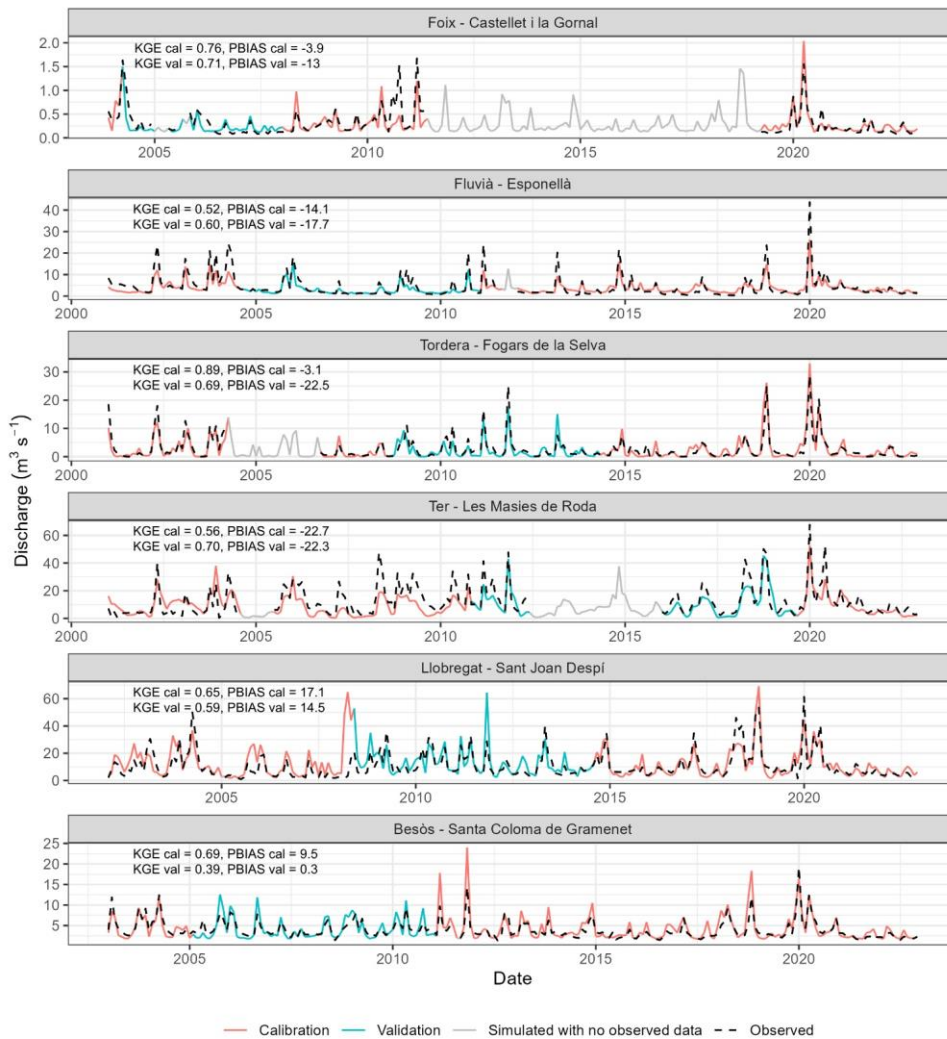 Foix - Castellet i la Gornal
KGE cal = 0.76, PBIAS cal = -3.9
KGE val = 0.71, PBIAS val = -13
2.0
1.5
1.0
0.5
0.0
2005 2010 2015 2020
Fluvià - Esponellà
KGE cal = 0.52, PBIAS cal = -14.1
KGE val = 0.60, PBIAS val = -17.7
40
30
20
10
0
2000 2005 2010 2015 2020
Tordera - Fogars de la Selva
KGE cal = 0.89, PBIAS cal = -3.1
KGE val = 0.69, PBIAS val = -22.5
30
20
10
0
2000 2005 2010 2015 2020
Discharge (m³ s⁻¹)
Ter - Les Masies de Roda
KGE cal = 0.56, PBIAS cal = -22.7
KGE val = 0.70, PBIAS val = -22.3
60
40
20
0
2000 2005 2010 2015 2020
Llobregat - Sant Joan Despí
KGE cal = 0.65, PBIAS cal = 17.1
KGE val = 0.59, PBIAS val = 14.5
60
40
20
0
2005 2010 2015 2020
Besòs - Santa Coloma de Gramenet
KGE cal = 0.69, PBIAS cal = 9.5
KGE val = 0.39, PBIAS val = 0.3
25
20
15
10
5
2005 2010 2015 2020
Date
Calibration Validation Simulated with no observed data Observed